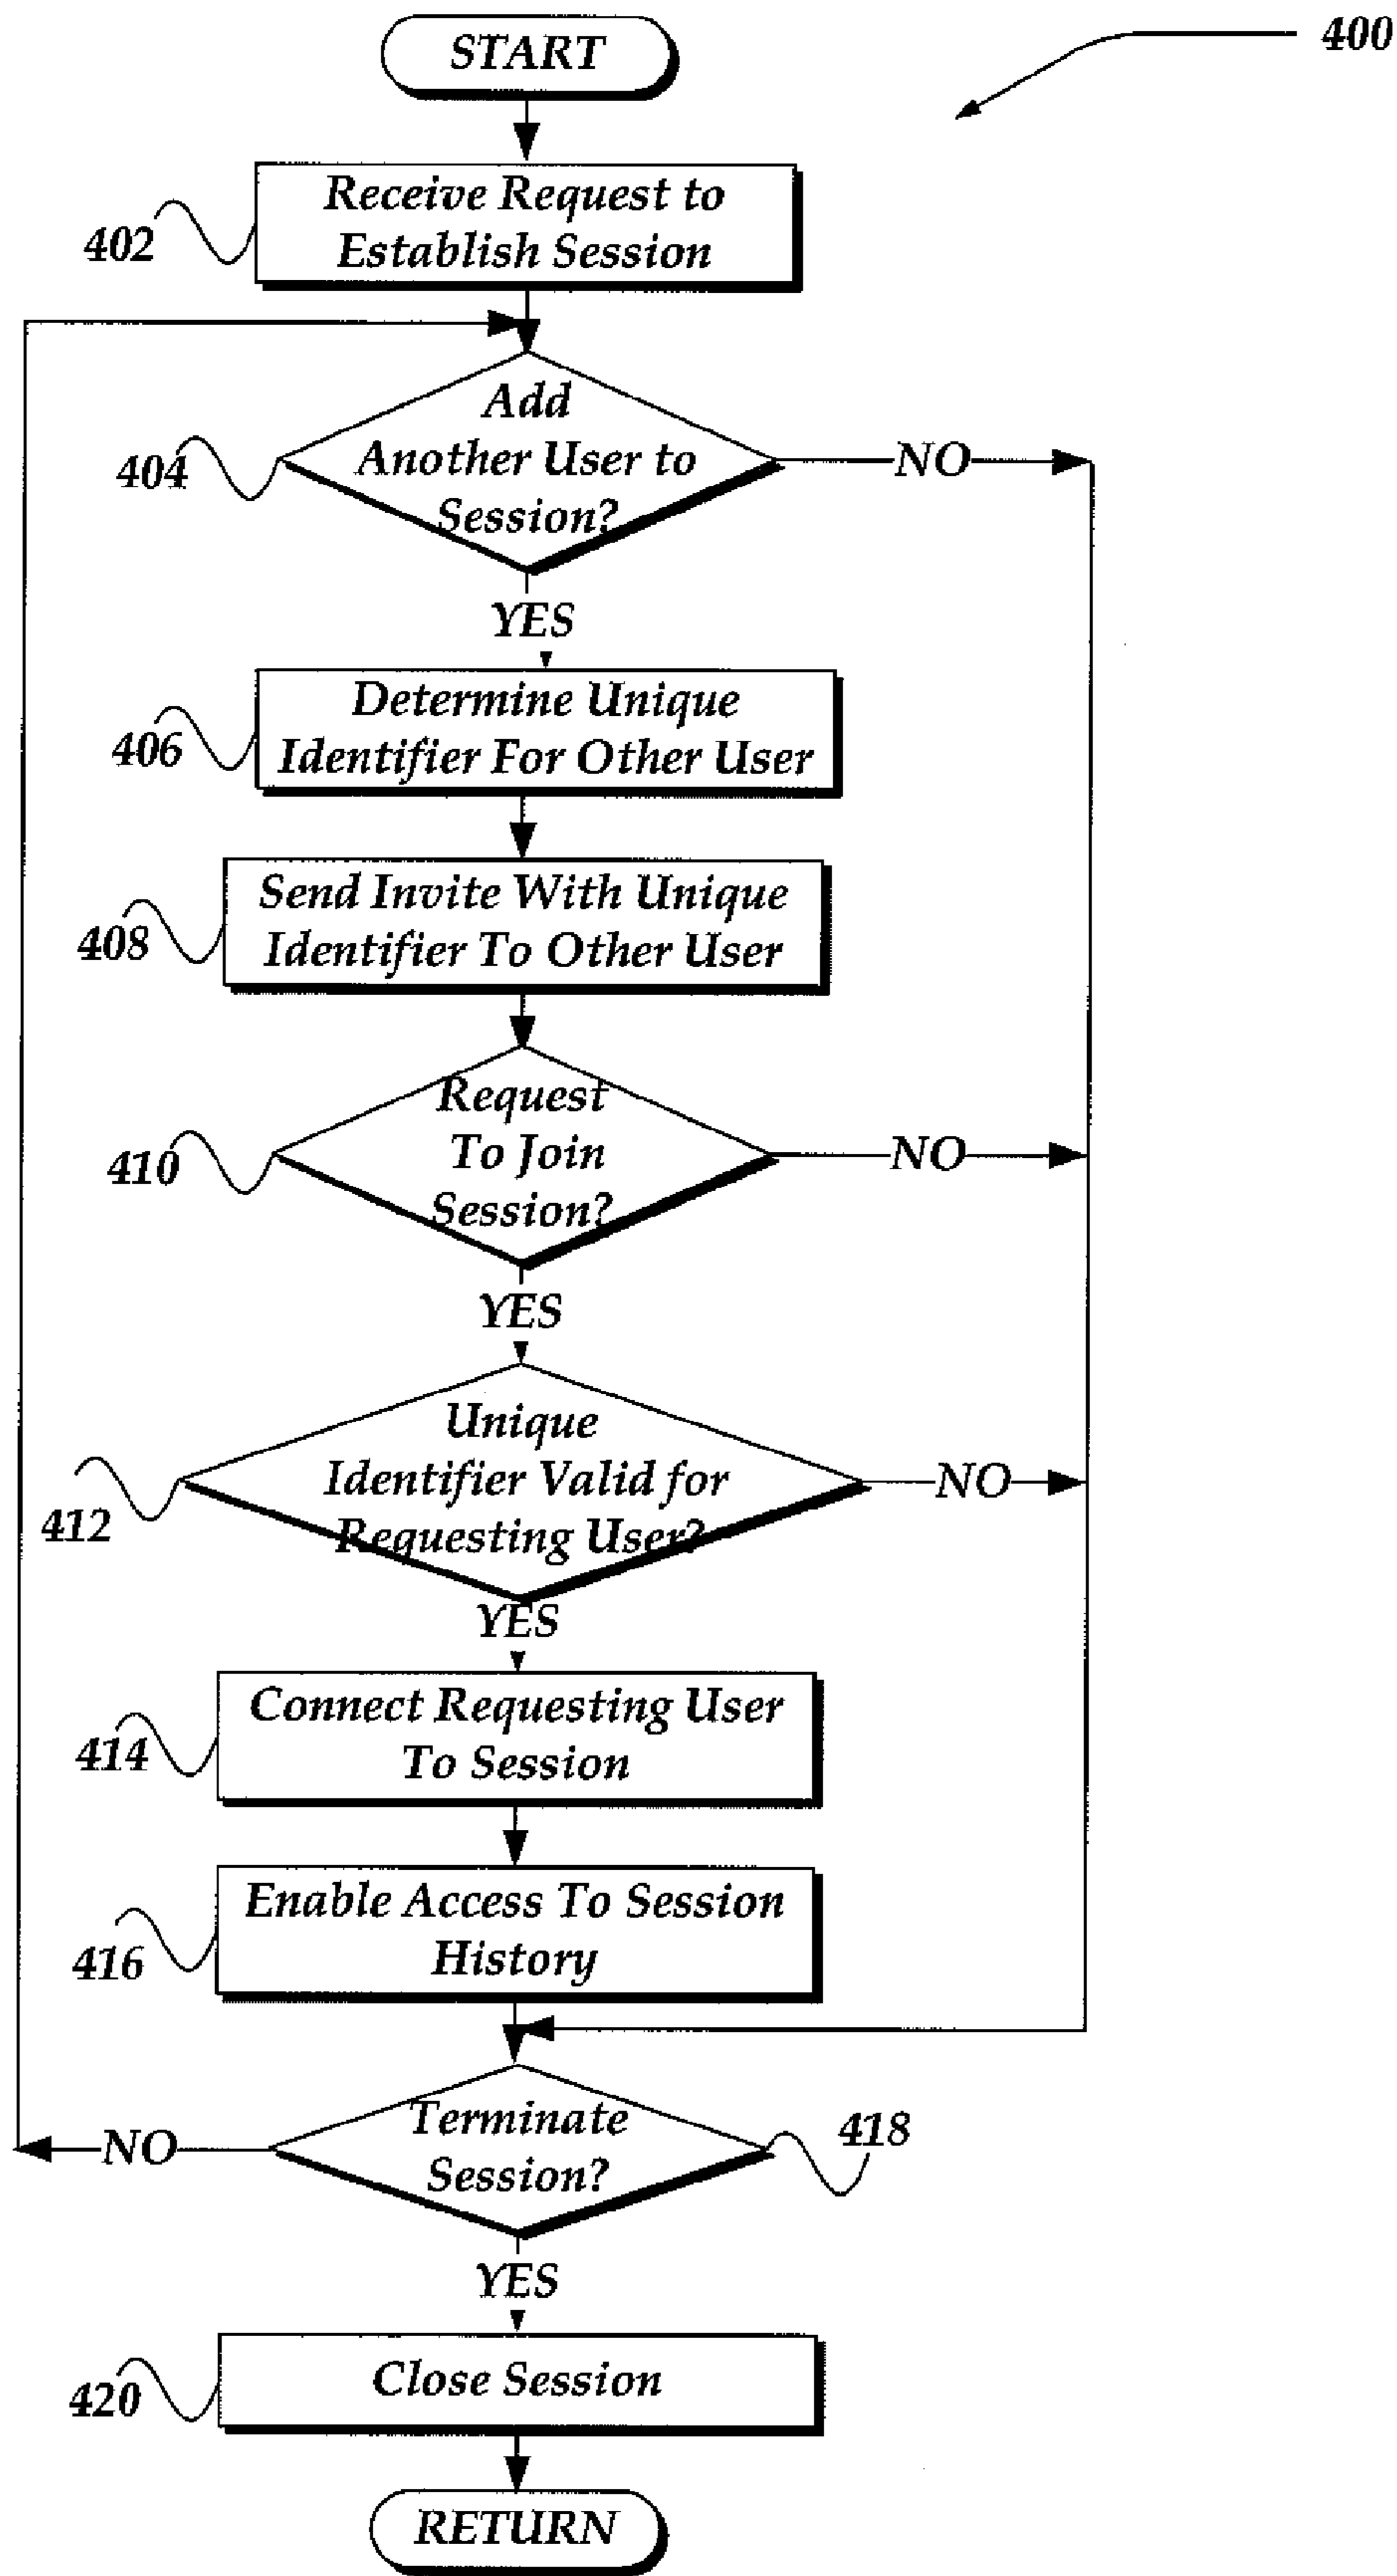 START
400
Receive Request to
Establish Session
402
Add
Another User to
Session?
404
NO
YES
Determine Unique
Identifier For Other User
406
Send Invite With Unique
Identifier To Other User
408
Request
To Join
Session?
410
NO
YES
Unique
Identifier Valid for
Requesting User?
412
NO
YES
Connect Requesting User
To Session
414
Enable Access To Session
History
416
Terminate
Session?
418
NO
YES
Close Session
420
RETURN